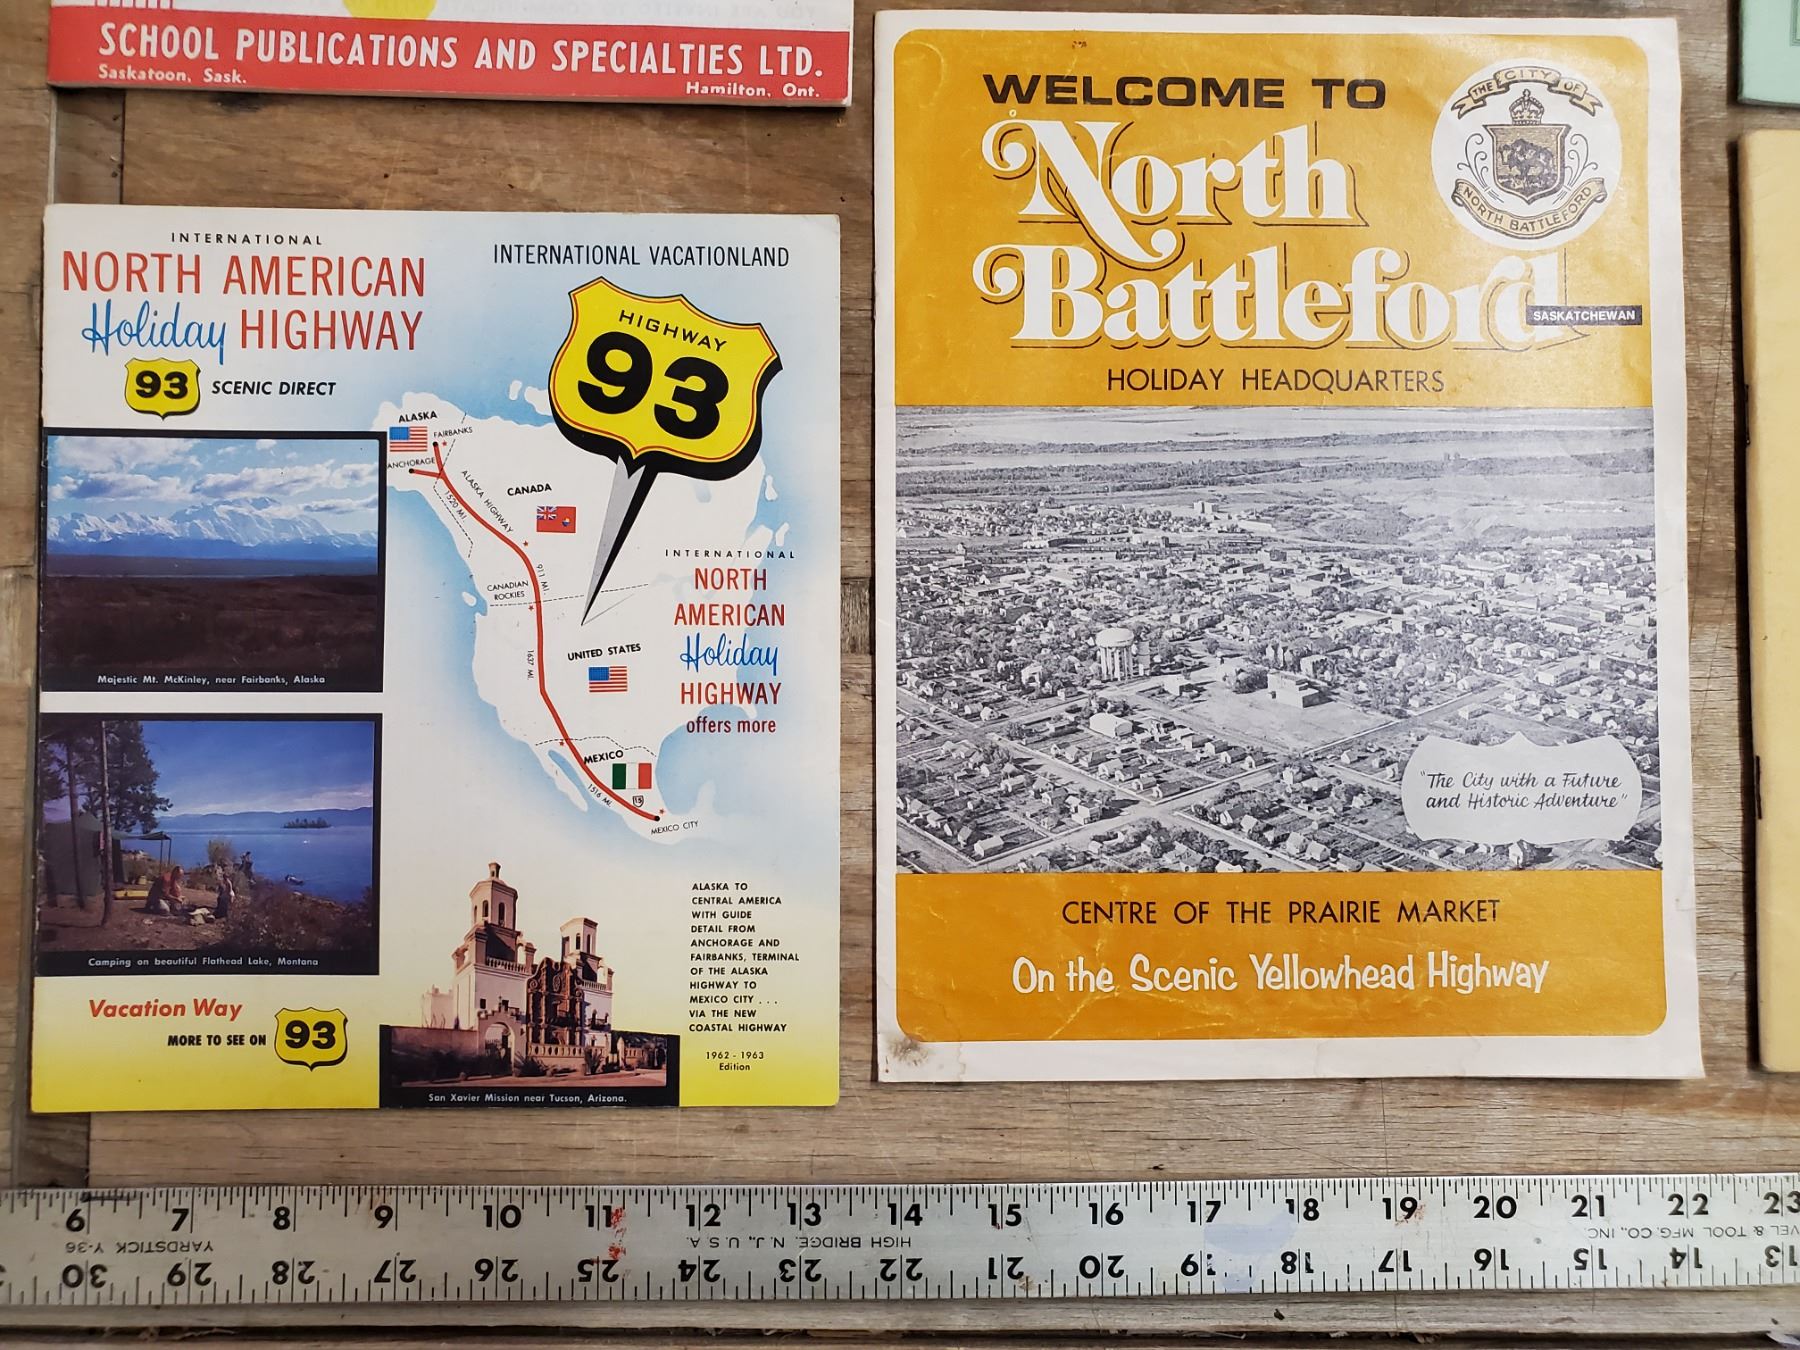 SCHOOL PUBLICATIONS AND SPECIALTIES LTD.
Saskatoon, Sask.
Hamilton, Ont.
INTERNATIONAL
NORTH AMERICAN
Holiday HIGHWAY
93 SCENIC DIRECT
INTERNATIONAL VACATIONLAND
HIGHWAY
93
ALASKA
FAIRBANKS
ANCHORAGE
ALASKA HIGHWAY
1520 MI.
CANADA
911 MI.
CANADIAN
ROCKIES
1637 MI.
UNITED STATES
MEXICO
15
1516 MI.
MEXICO CITY
INTERNATIONAL
NORTH
AMERICAN
Holiday
HIGHWAY
offers more
Majestic Mt. McKinley, near Fairbanks, Alaska
Camping on beautiful Flathead Lake, Montana
Vacation Way
MORE TO SEE ON 93
San Xavier Mission near Tucson, Arizona.
ALASKA TO
CENTRAL AMERICA
WITH GUIDE
DETAIL FROM
ANCHORAGE AND
FAIRBANKS, TERMINAL
OF THE ALASKA
HIGHWAY TO
MEXICO CITY . . .
VIA THE NEW
COASTAL HIGHWAY
1962 - 1963
Edition
WELCOME TO
North
Battleford
SASKATCHEWAN
THE CITY OF
NORTH BATTLEFORD
HOLIDAY HEADQUARTERS
"The City with a Future
and Historic Adventure"
CENTRE OF THE PRAIRIE MARKET
On the Scenic Yellowhead Highway
6 7 8 9 10 11 12 13 14 15 16 17 18 19 20 21 22 23
YARDSTICK Y-36
HIGH BRIDGE, N.J., U.S.A.
VEL & TOOL MFG. CO., INC.
30 29 28 27 26 25 24 23 22 21 20 19 18 17 16 15 14 13